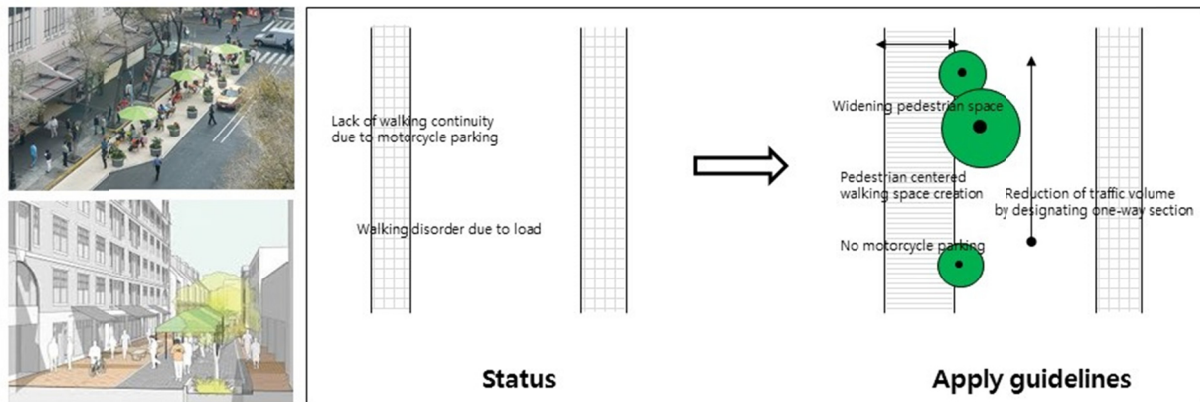 Lack of walking continuity
due to motorcycle parking
Walking disorder due to load
Status
Widening pedestrian space
Pedestrian centered
walking space creation
Reduction of traffic volume
by designating one-way section
No motorcycle parking
Apply guidelines